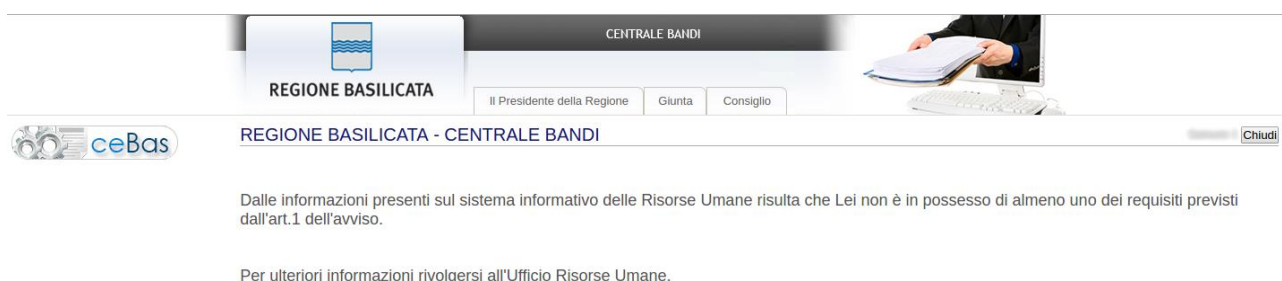 CENTRALE BANDI
REGIONE BASILICATA
Il Presidente della Regione
Giunta
Consiglio
ceBas
REGIONE BASILICATA - CENTRALE BANDI
Chiudi
Dalle informazioni presenti sul sistema informativo delle Risorse Umane risulta che Lei non è in possesso di almeno uno dei requisiti previsti
dall'art.1 dell'avviso.
Per ulteriori informazioni rivolgersi all'Ufficio Risorse Umane.